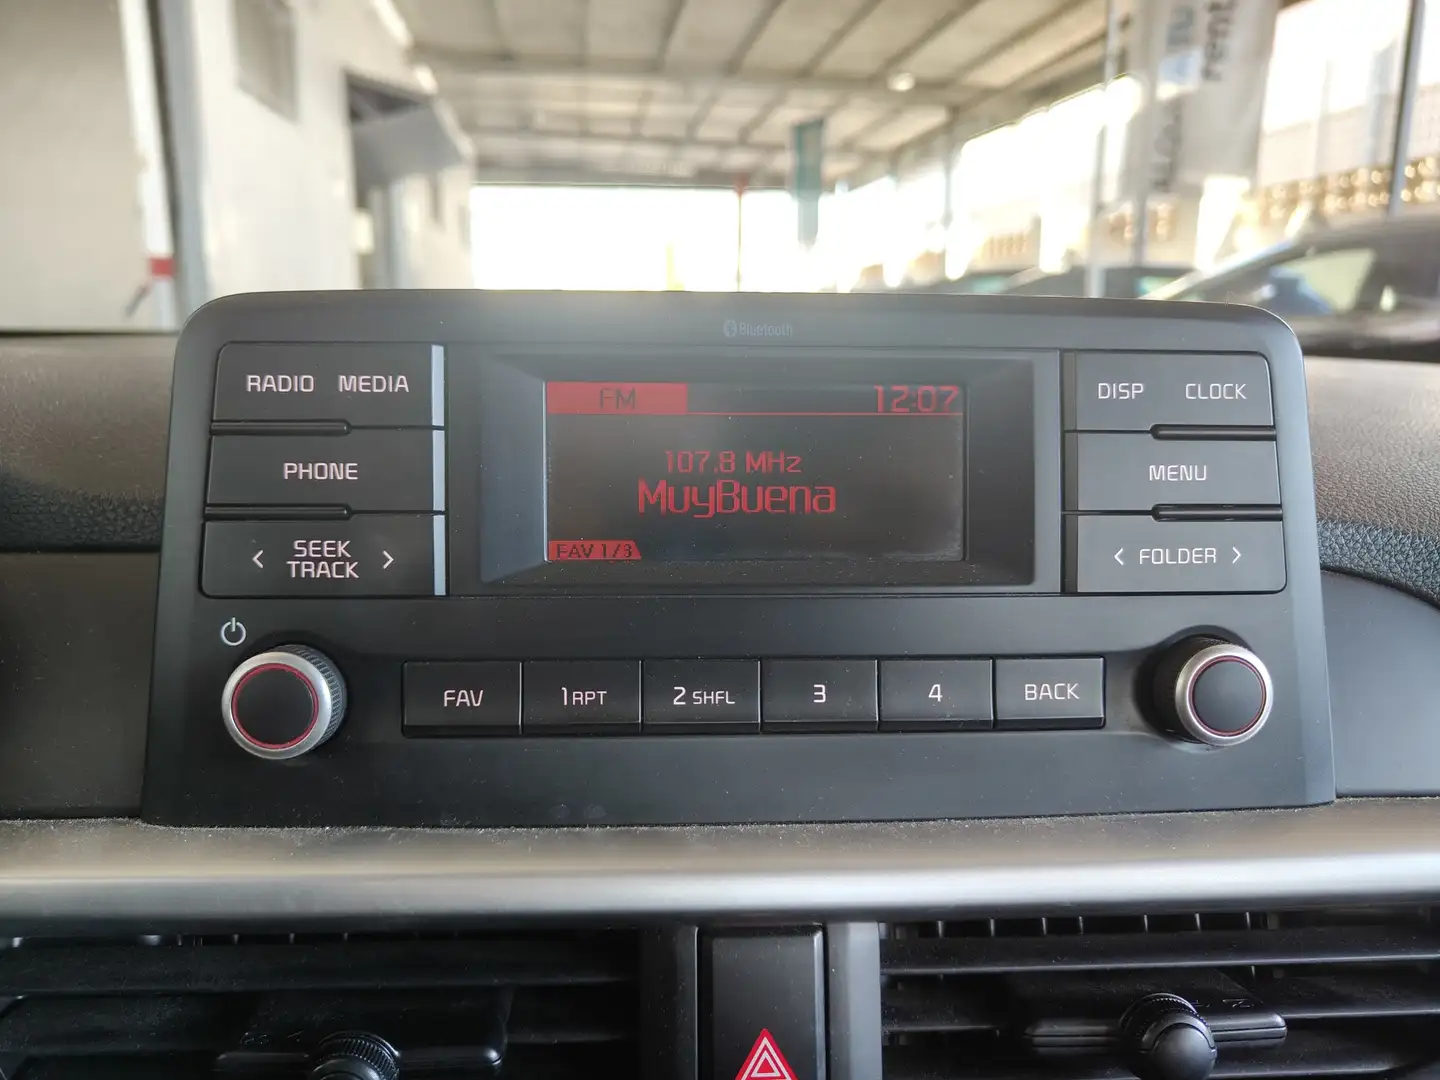 rent
Bluetooth
RADIO MEDIA
PHONE
< SEEK TRACK >
FM 12:07
107.8 MHz
MuyBuena
FAV 1/3
DISP CLOCK
MENU
< FOLDER >
FAV
1 RPT
2 SHFL
3
4
BACK